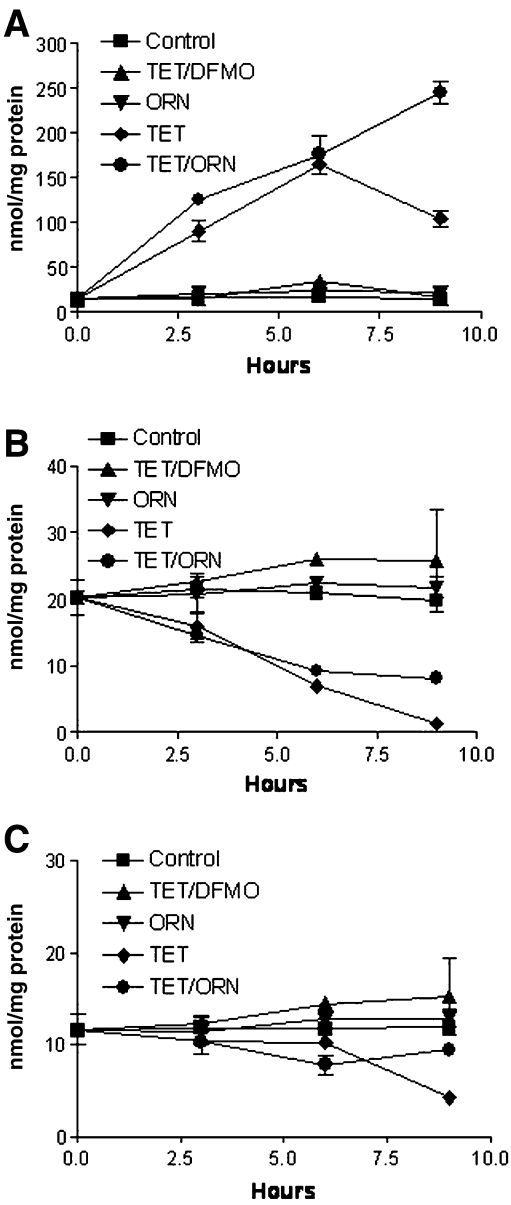 A
Control
TET/DFMO
ORN
TET
TET/ORN
300
250
200
150
100
50
0
nmol/mg protein
0.0 2.5 5.0 7.5 10.0
Hours
B
Control
TET/DFMO
ORN
TET
TET/ORN
40
30
20
10
0
nmol/mg protein
0.0 2.5 5.0 7.5 10.0
Hours
C
Control
TET/DFMO
ORN
TET
TET/ORN
30
20
10
0
nmol/mg protein
0.0 2.5 5.0 7.5 10.0
Hours